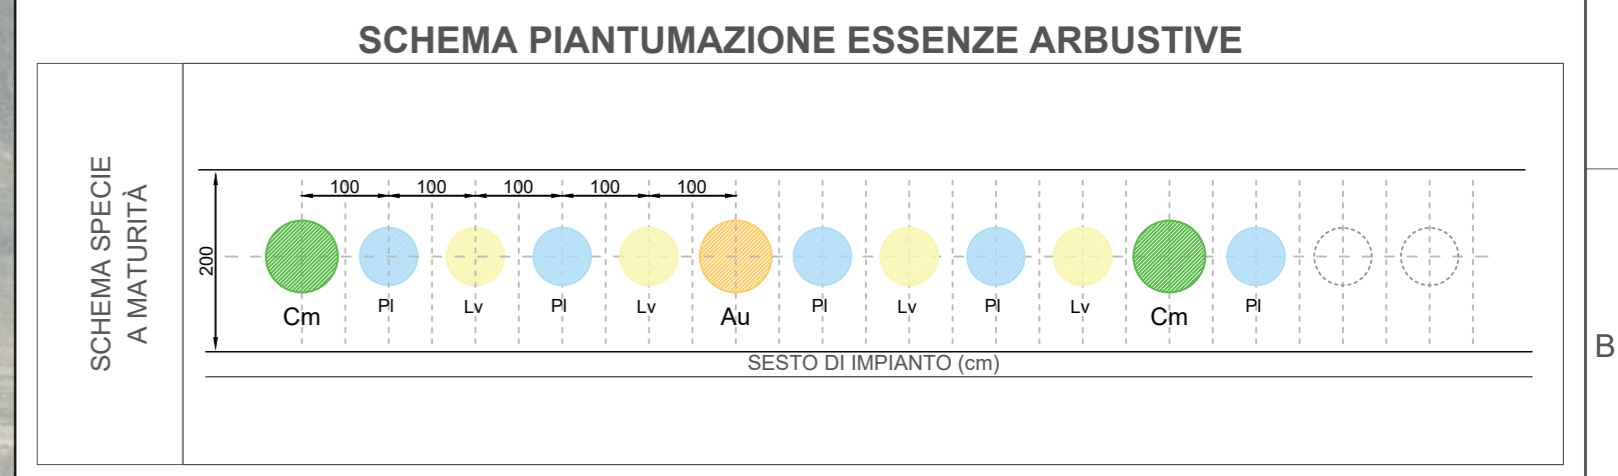 SCHEMA PIANTUMAZIONE ESSENZE ARBUSTIVE
SCHEMA SPECIE
A MATURITÀ
100 100 100 100 100
200
Cm Pl Lv Pl Lv Au Pl Lv Pl Lv Cm Pl
SESTO DI IMPIANTO (cm)
B